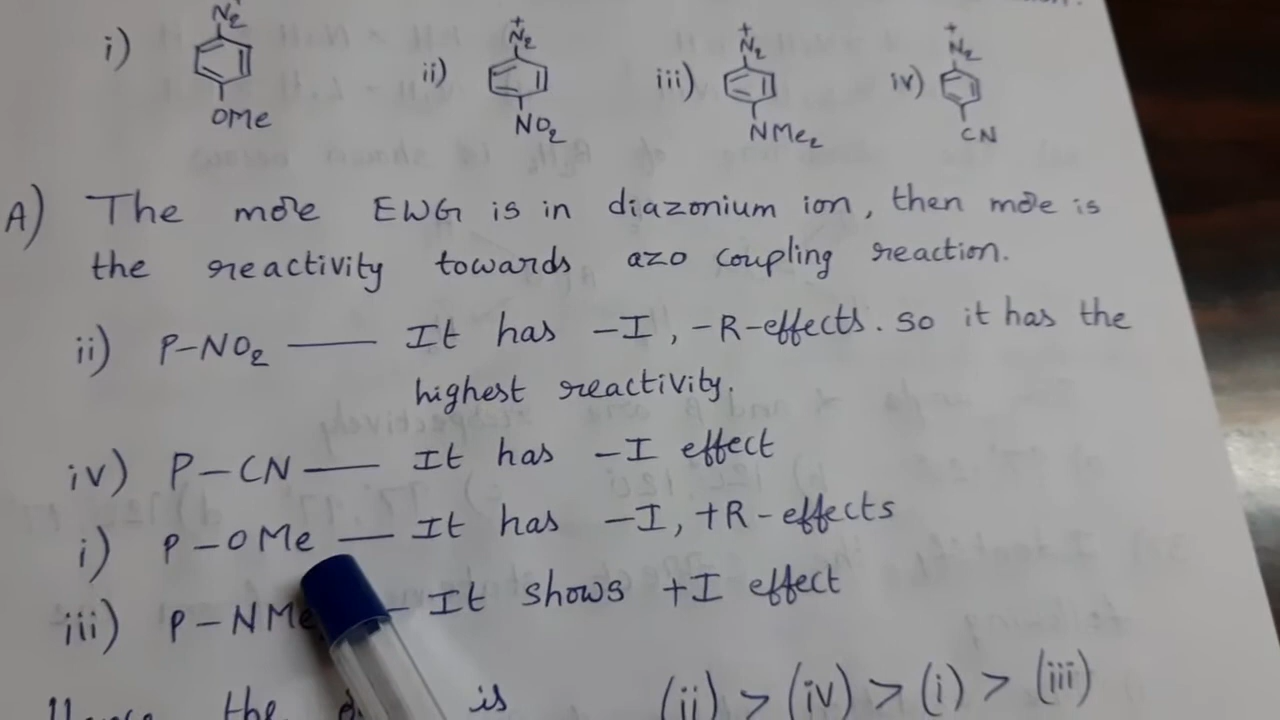 i) N2 OMe ii) +N2 NO2 iii) +N2 NMe2 iv) +N2 CN
A) The more EWG is in diazonium ion, then more is
the reactivity towards azo coupling reaction.
ii) P-NO2 — It has -I, -R-effects. so it has the
highest reactivity.
iv) P-CN — It has -I effect
i) P-OMe — It has -I, +R-effects
iii) P-NMe — It shows +I effect
the is (ii) > (iv) > (i) > (iii)